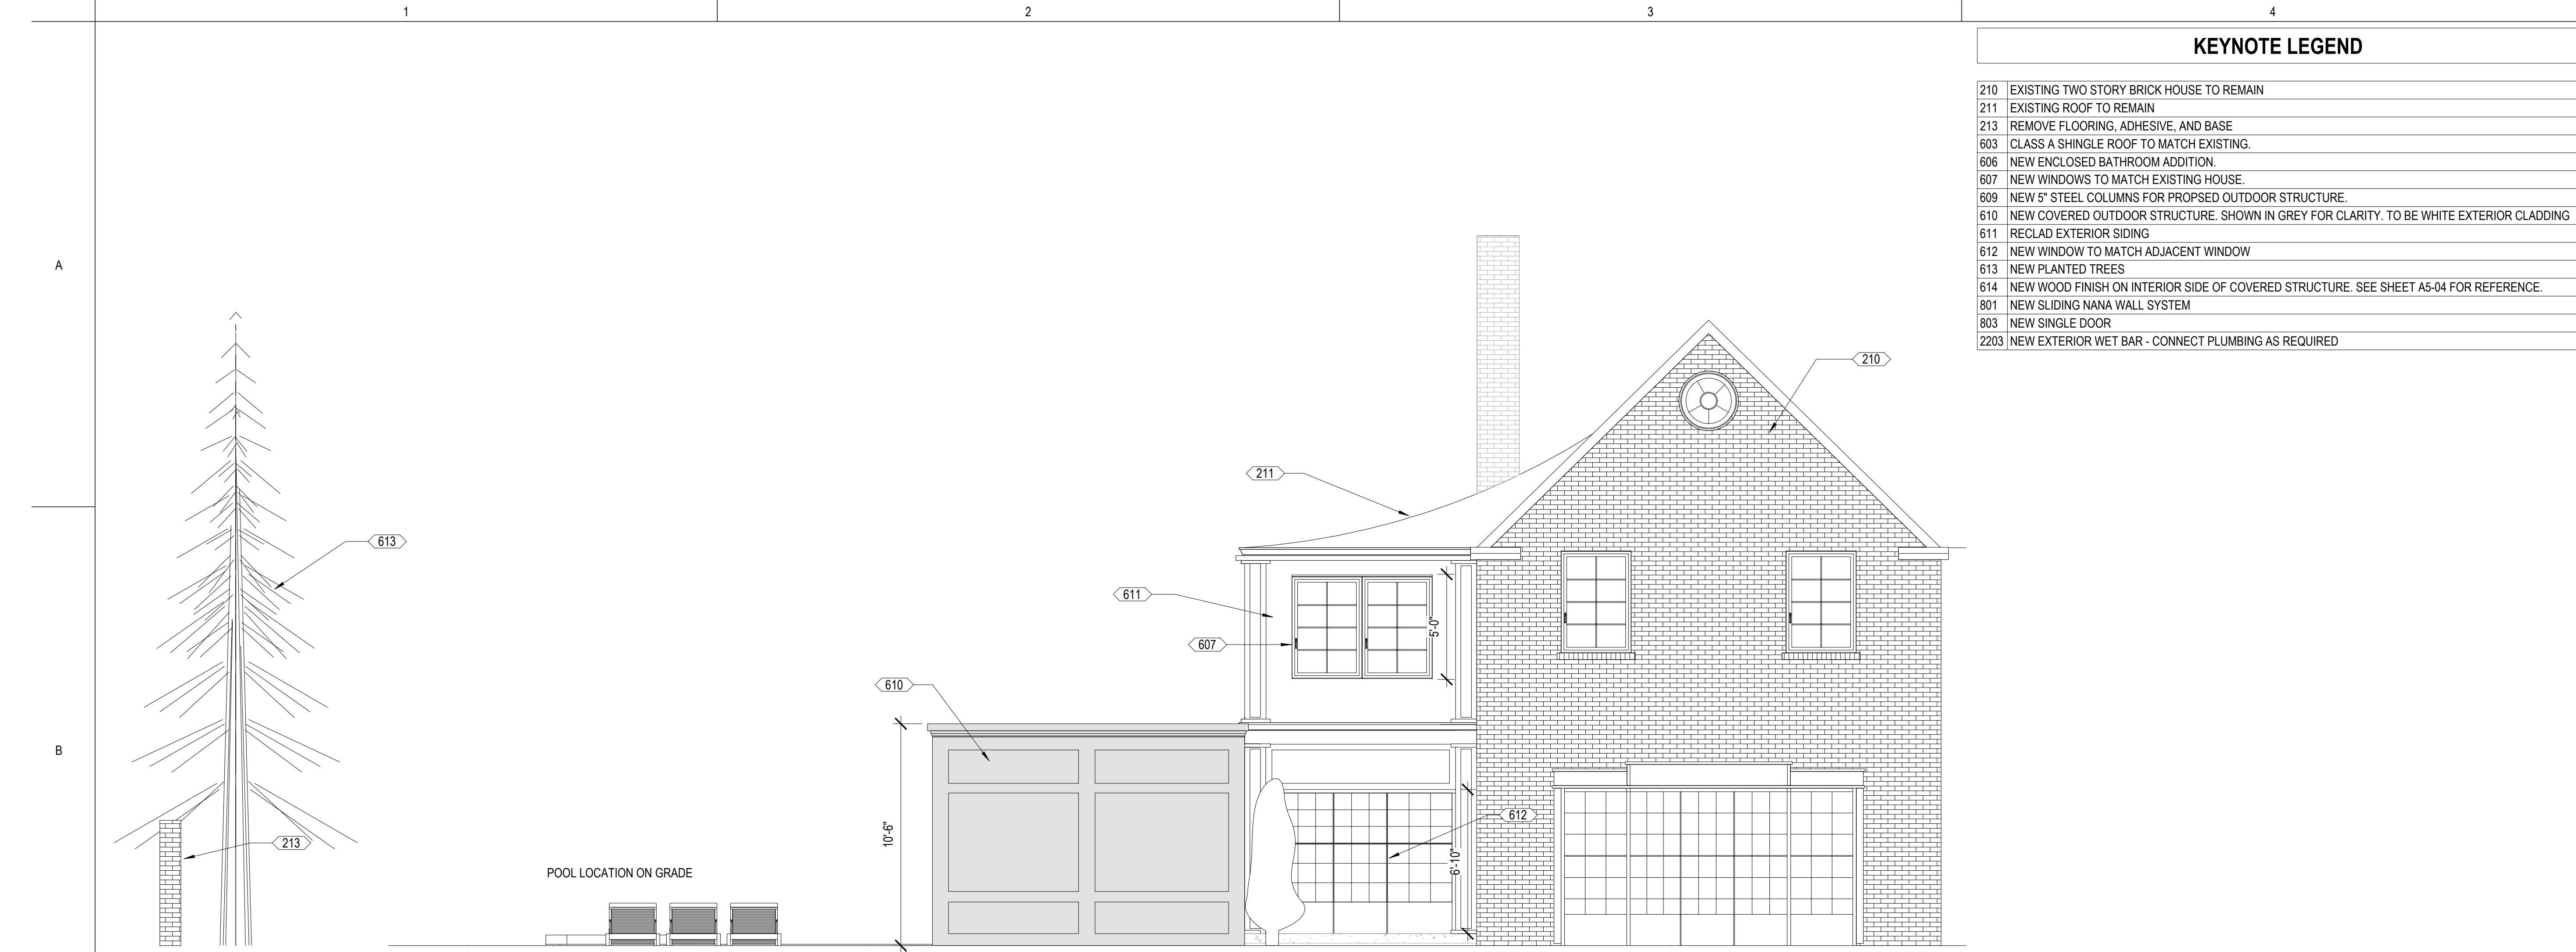 1
2
3
4
KEYNOTE LEGEND
210 EXISTING TWO STORY BRICK HOUSE TO REMAIN
211 EXISTING ROOF TO REMAIN
213 REMOVE FLOORING, ADHESIVE, AND BASE
603 CLASS A SHINGLE ROOF TO MATCH EXISTING.
606 NEW ENCLOSED BATHROOM ADDITION.
607 NEW WINDOWS TO MATCH EXISTING HOUSE.
609 NEW 5" STEEL COLUMNS FOR PROPSED OUTDOOR STRUCTURE.
610 NEW COVERED OUTDOOR STRUCTURE. SHOWN IN GREY FOR CLARITY. TO BE WHITE EXTERIOR CLADDING
611 RECLAD EXTERIOR SIDING
612 NEW WINDOW TO MATCH ADJACENT WINDOW
613 NEW PLANTED TREES
614 NEW WOOD FINISH ON INTERIOR SIDE OF COVERED STRUCTURE. SEE SHEET A5-04 FOR REFERENCE.
801 NEW SLIDING NANA WALL SYSTEM
803 NEW SINGLE DOOR
2203 NEW EXTERIOR WET BAR - CONNECT PLUMBING AS REQUIRED
A
210
211
613
611
5'-0"
607
610
B
612
10'-6"
213
6'-10"
POOL LOCATION ON GRADE